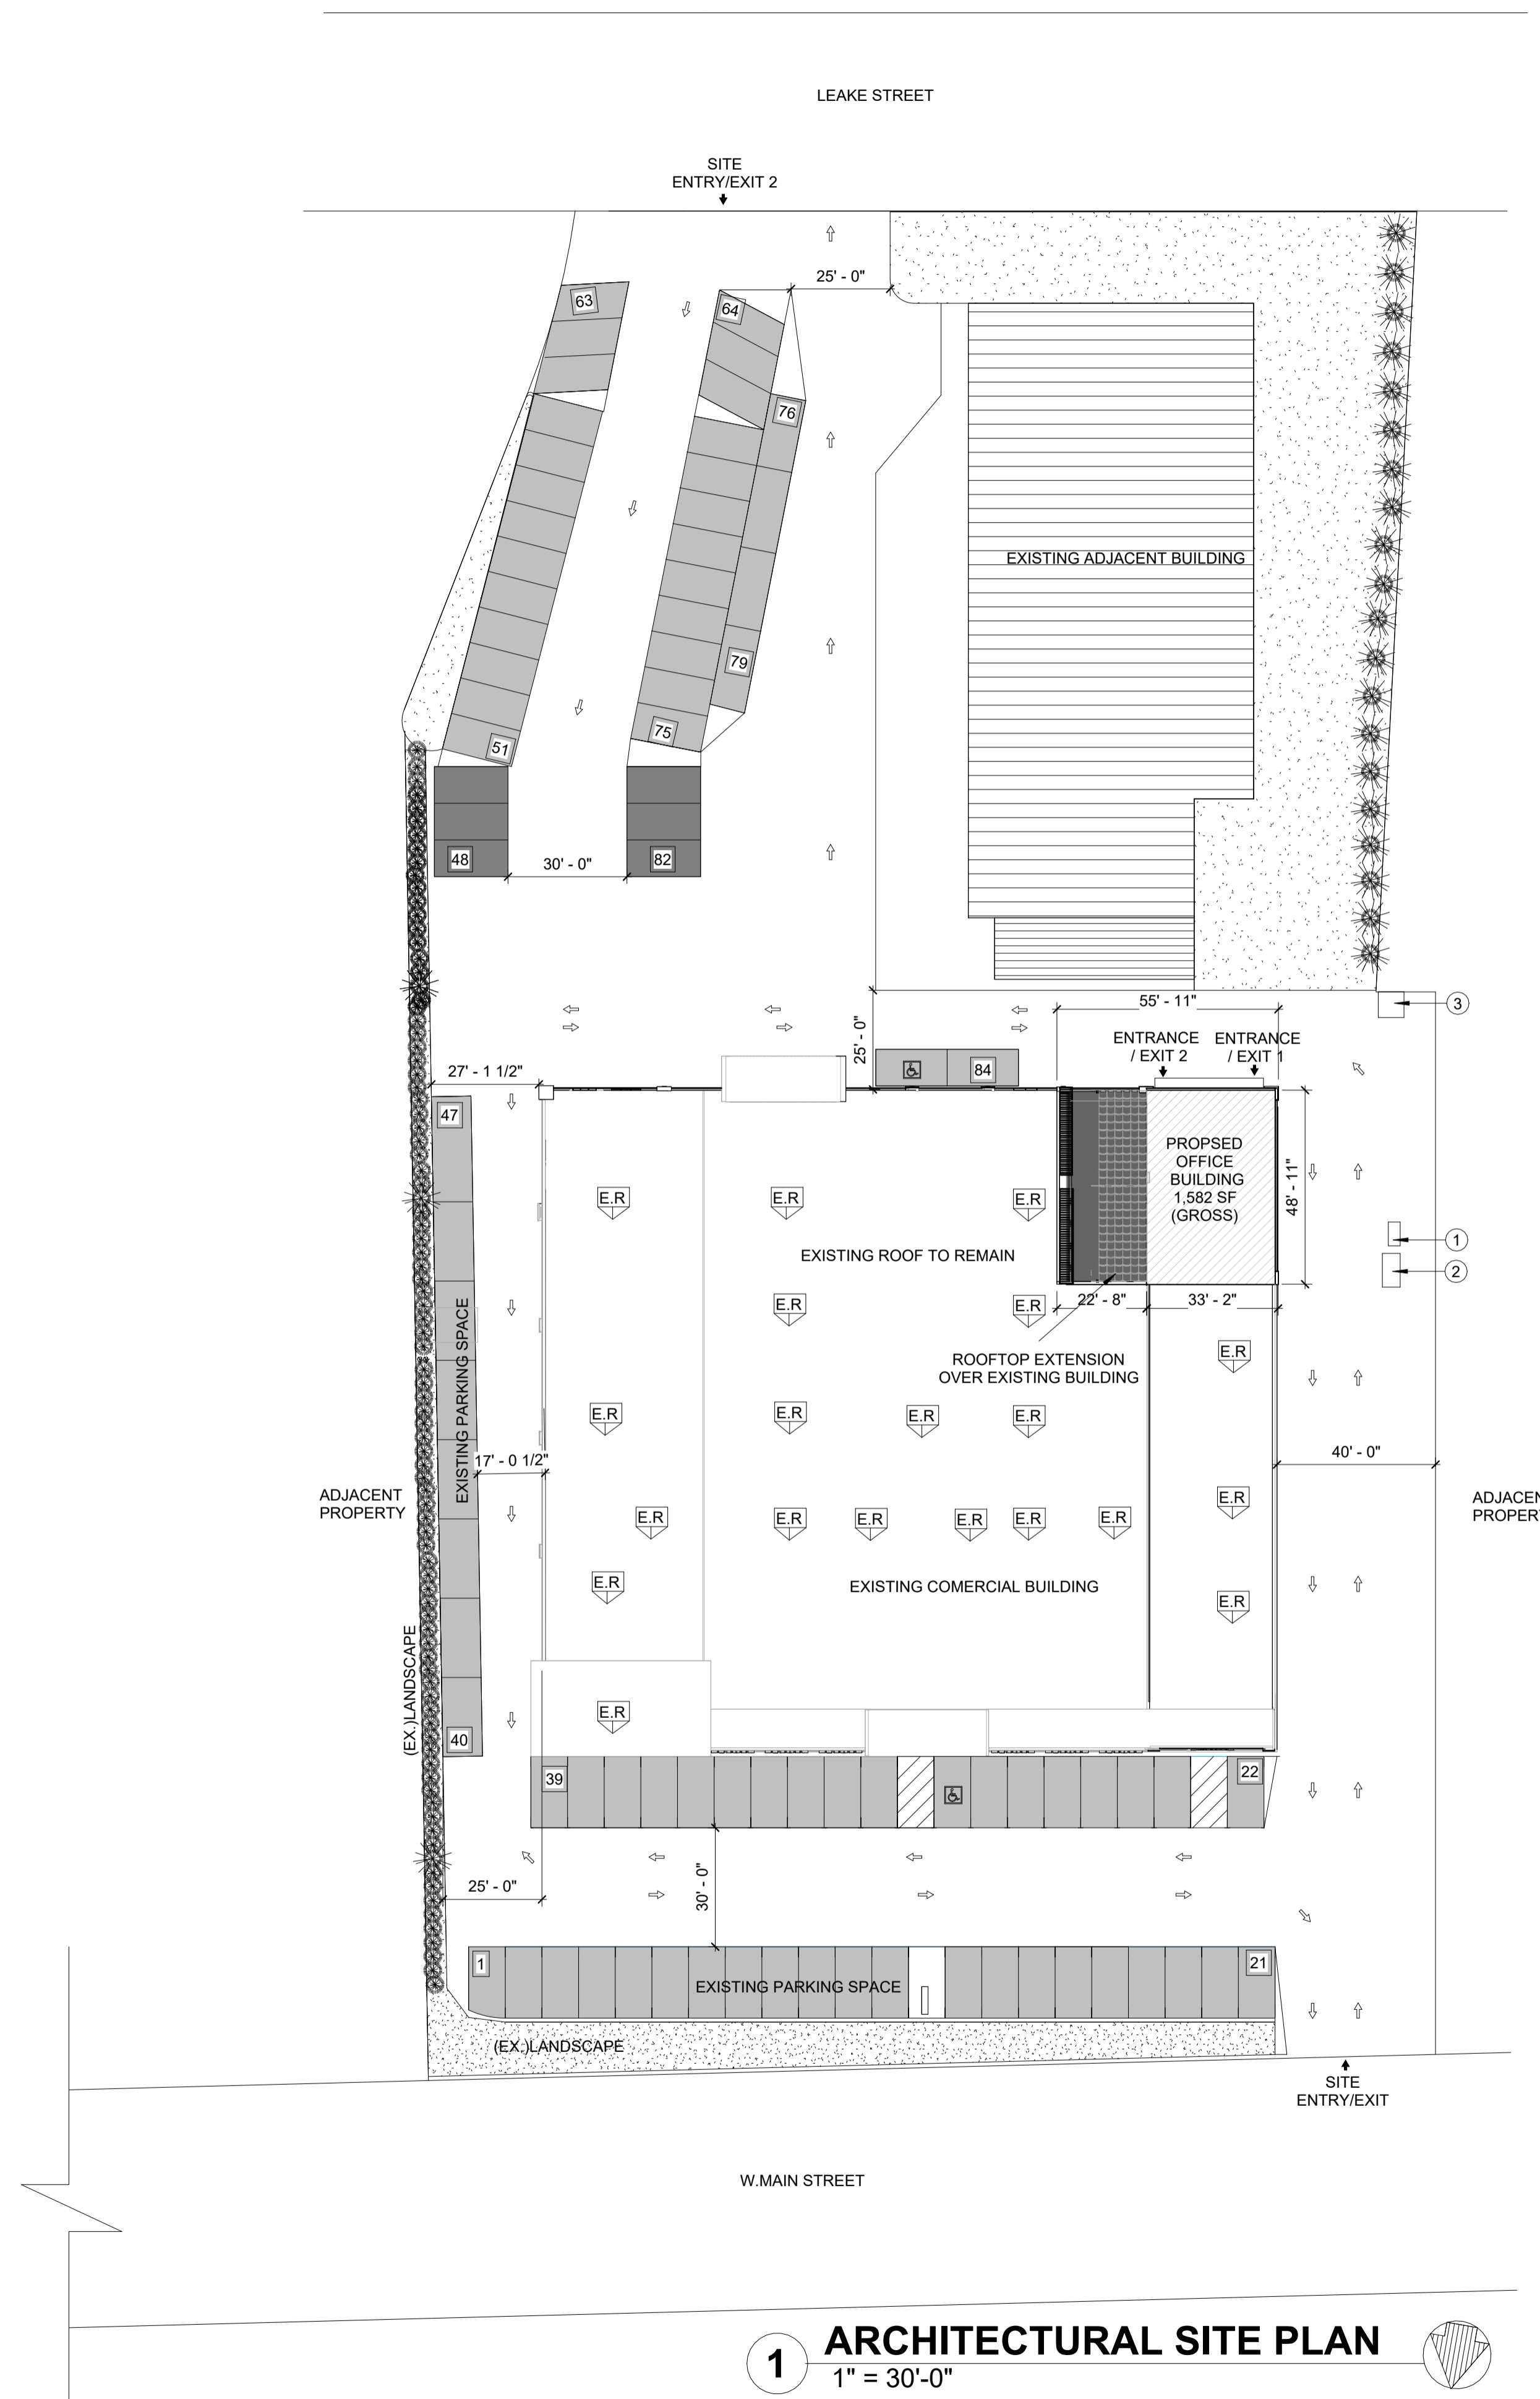 LEAKE STREET
SITE
ENTRY/EXIT 2
25' - 0"
63
64
76
EXISTING ADJACENT BUILDING
79
75
51
48
30' - 0"
82
55' - 11"
3
25' - 0"
ENTRANCE
/ EXIT 2
ENTRANCE
/ EXIT 1
84
27' - 1 1/2"
47
PROPSED
OFFICE
BUILDING
1,582 SF
(GROSS)
48' - 11"
E.R
E.R
E.R
1
EXISTING ROOF TO REMAIN
2
22' - 8"
33' - 2"
E.R
E.R
E.R
ROOFTOP EXTENSION
OVER EXISTING BUILDING
EXISTING PARKING SPACE
E.R
E.R
E.R
E.R
17' - 0 1/2"
40' - 0"
ADJACENT
PROPERTY
ADJACEN
PROPER
E.R
E.R
E.R
E.R
E.R
E.R
E.R
E.R
EXISTING COMERCIAL BUILDING
E.R
(EX.)LANDSCAPE
E.R
40
39
22
25' - 0"
30' - 0"
1
21
EXISTING PARKING SPACE
(EX.)LANDSCAPE
SITE
ENTRY/EXIT
W.MAIN STREET
1
ARCHITECTURAL SITE PLAN
1" = 30'-0"